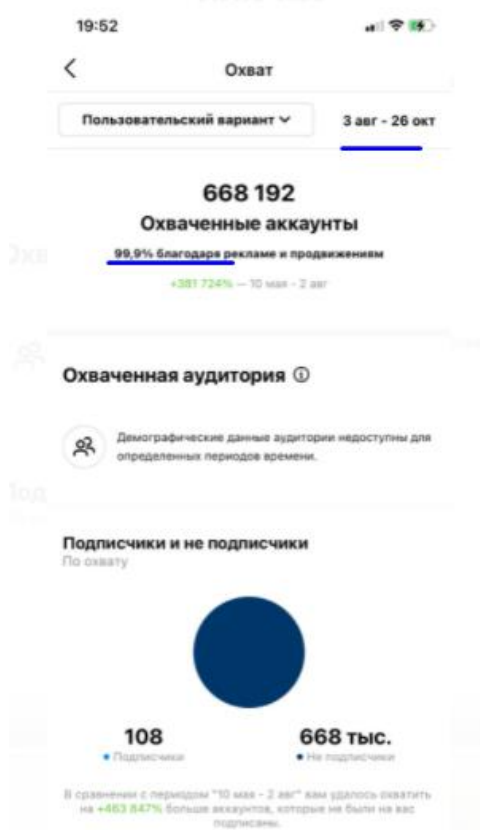 19:52
Охват
Пользовательский вариант
3 авг - 26 окт
668 192
Охваченные аккаунты
99,9% благодаря рекламе и продвижениям
+381 724% — 10 мая - 2 авг
Охваченная аудитория
Демографические данные аудитории недоступны для
определенных периодов времени.
Подписчики и не подписчики
По охвату
108
668 тыс.
Подписчики
Не подписчики
В сравнении с периодом "10 мая - 2 авг" вам удалось охватить
на +463 847% больше аккаунтов, которые не были на вас
подписаны.